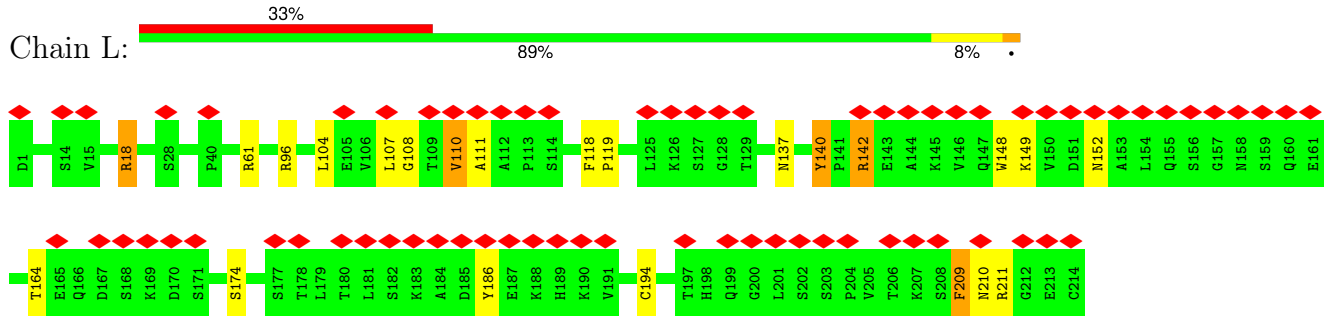 33%
Chain L:
89% 8% •
D1 S14 V15 R18 S28 P40 R61 R96 L104 E105 V106 L107 G108 T109 V110 A111 A112 P113 S114 F118 P119 L125 K126 S127 G128 T129 N137 Y140 P141 R142 E143 A144 K145 V146 Q147 W148 K149 V150 D151 N152 A153 L154 Q155 S156 G157 N158 S159 Q160 E161
T164 E165 Q166 D167 S168 K169 D170 S171 S174 S177 T178 L179 T180 L181 S182 K183 A184 D185 Y186 E187 K188 H189 K190 V191 C194 T197 H198 Q199 G200 L201 S202 S203 P204 V205 T206 K207 S208 F209 N210 R211 G212 E213 C214